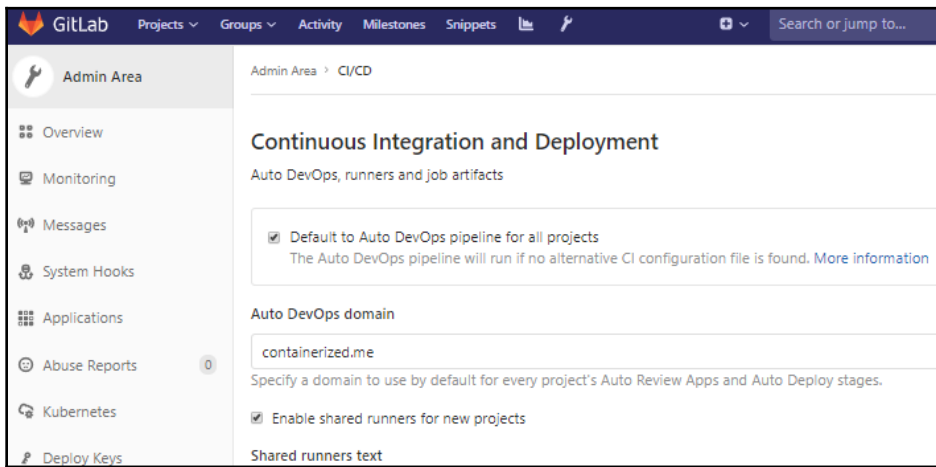 GitLab Projects Groups Activity Milestones Snippets Search or jump to...
Admin Area
Admin Area > CI/CD
Overview
Monitoring
Messages
System Hooks
Applications
Abuse Reports 0
Kubernetes
Deploy Keys
Continuous Integration and Deployment
Auto DevOps, runners and job artifacts
Default to Auto DevOps pipeline for all projects
The Auto DevOps pipeline will run if no alternative CI configuration file is found. More information
Auto DevOps domain
containerized.me
Specify a domain to use by default for every project's Auto Review Apps and Auto Deploy stages.
Enable shared runners for new projects
Shared runners text